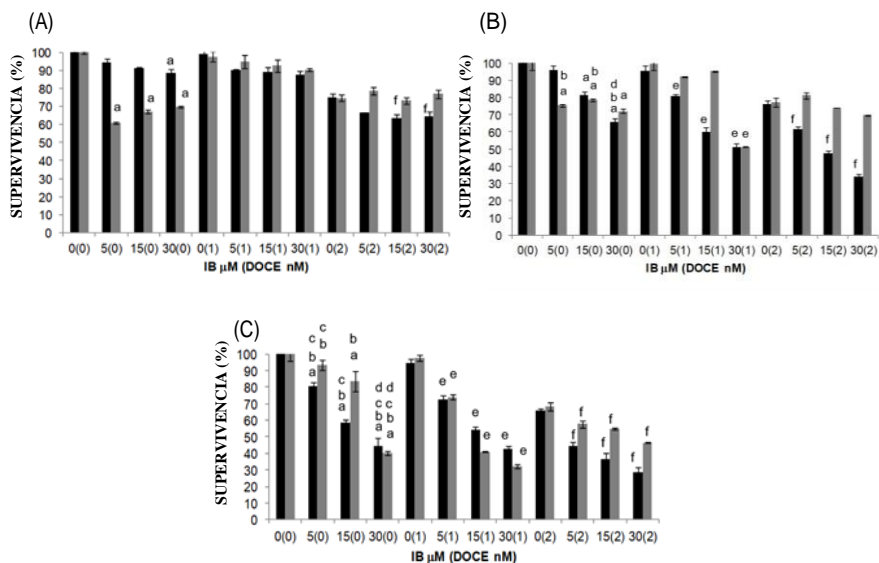 (A)
SUPERVIVENCIA (%)
100
90
80
70
60
50
40
30
20
10
0
a
a
a
a
f
f
0(0) 5(0) 15(0) 30(0) 0(1) 5(1) 15(1) 30(1) 0(2) 5(2) 15(2) 30(2)
IB μM (DOCE nM)
(B)
SUPERVIVENCIA (%)
100
90
80
70
60
50
40
30
20
10
0
b
a
b
a
d
b
a
a
e
e
e e
f
f
f
0(0) 5(0) 15(0) 30(0) 0(1) 5(1) 15(1) 30(1) 0(2) 5(2) 15(2) 30(2)
IB μM (DOCE nM)
(C)
SUPERVIVENCIA (%)
100
90
80
70
60
50
40
30
20
10
0
c
b
a
c
b
c
b
a
b
a
d
c
b
a
d
c
b
a
e e
e
e
e
e
f
f
f
f
f
f
0(0) 5(0) 15(0) 30(0) 0(1) 5(1) 15(1) 30(1) 0(2) 5(2) 15(2) 30(2)
IB μM (DOCE nM)